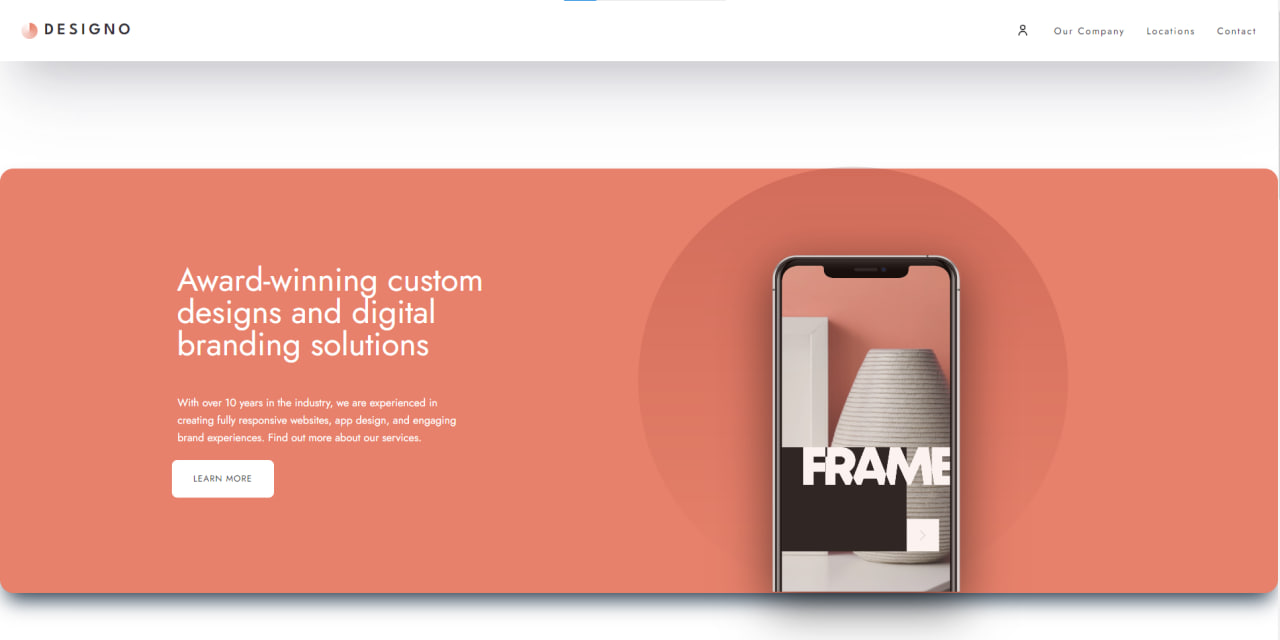 DESIGNO
Our Company
Locations
Contact
Award-winning custom
designs and digital
branding solutions
With over 10 years in the industry, we are experienced in
creating fully responsive websites, app design, and engaging
brand experiences. Find out more about our services.
LEARN MORE
FRAME